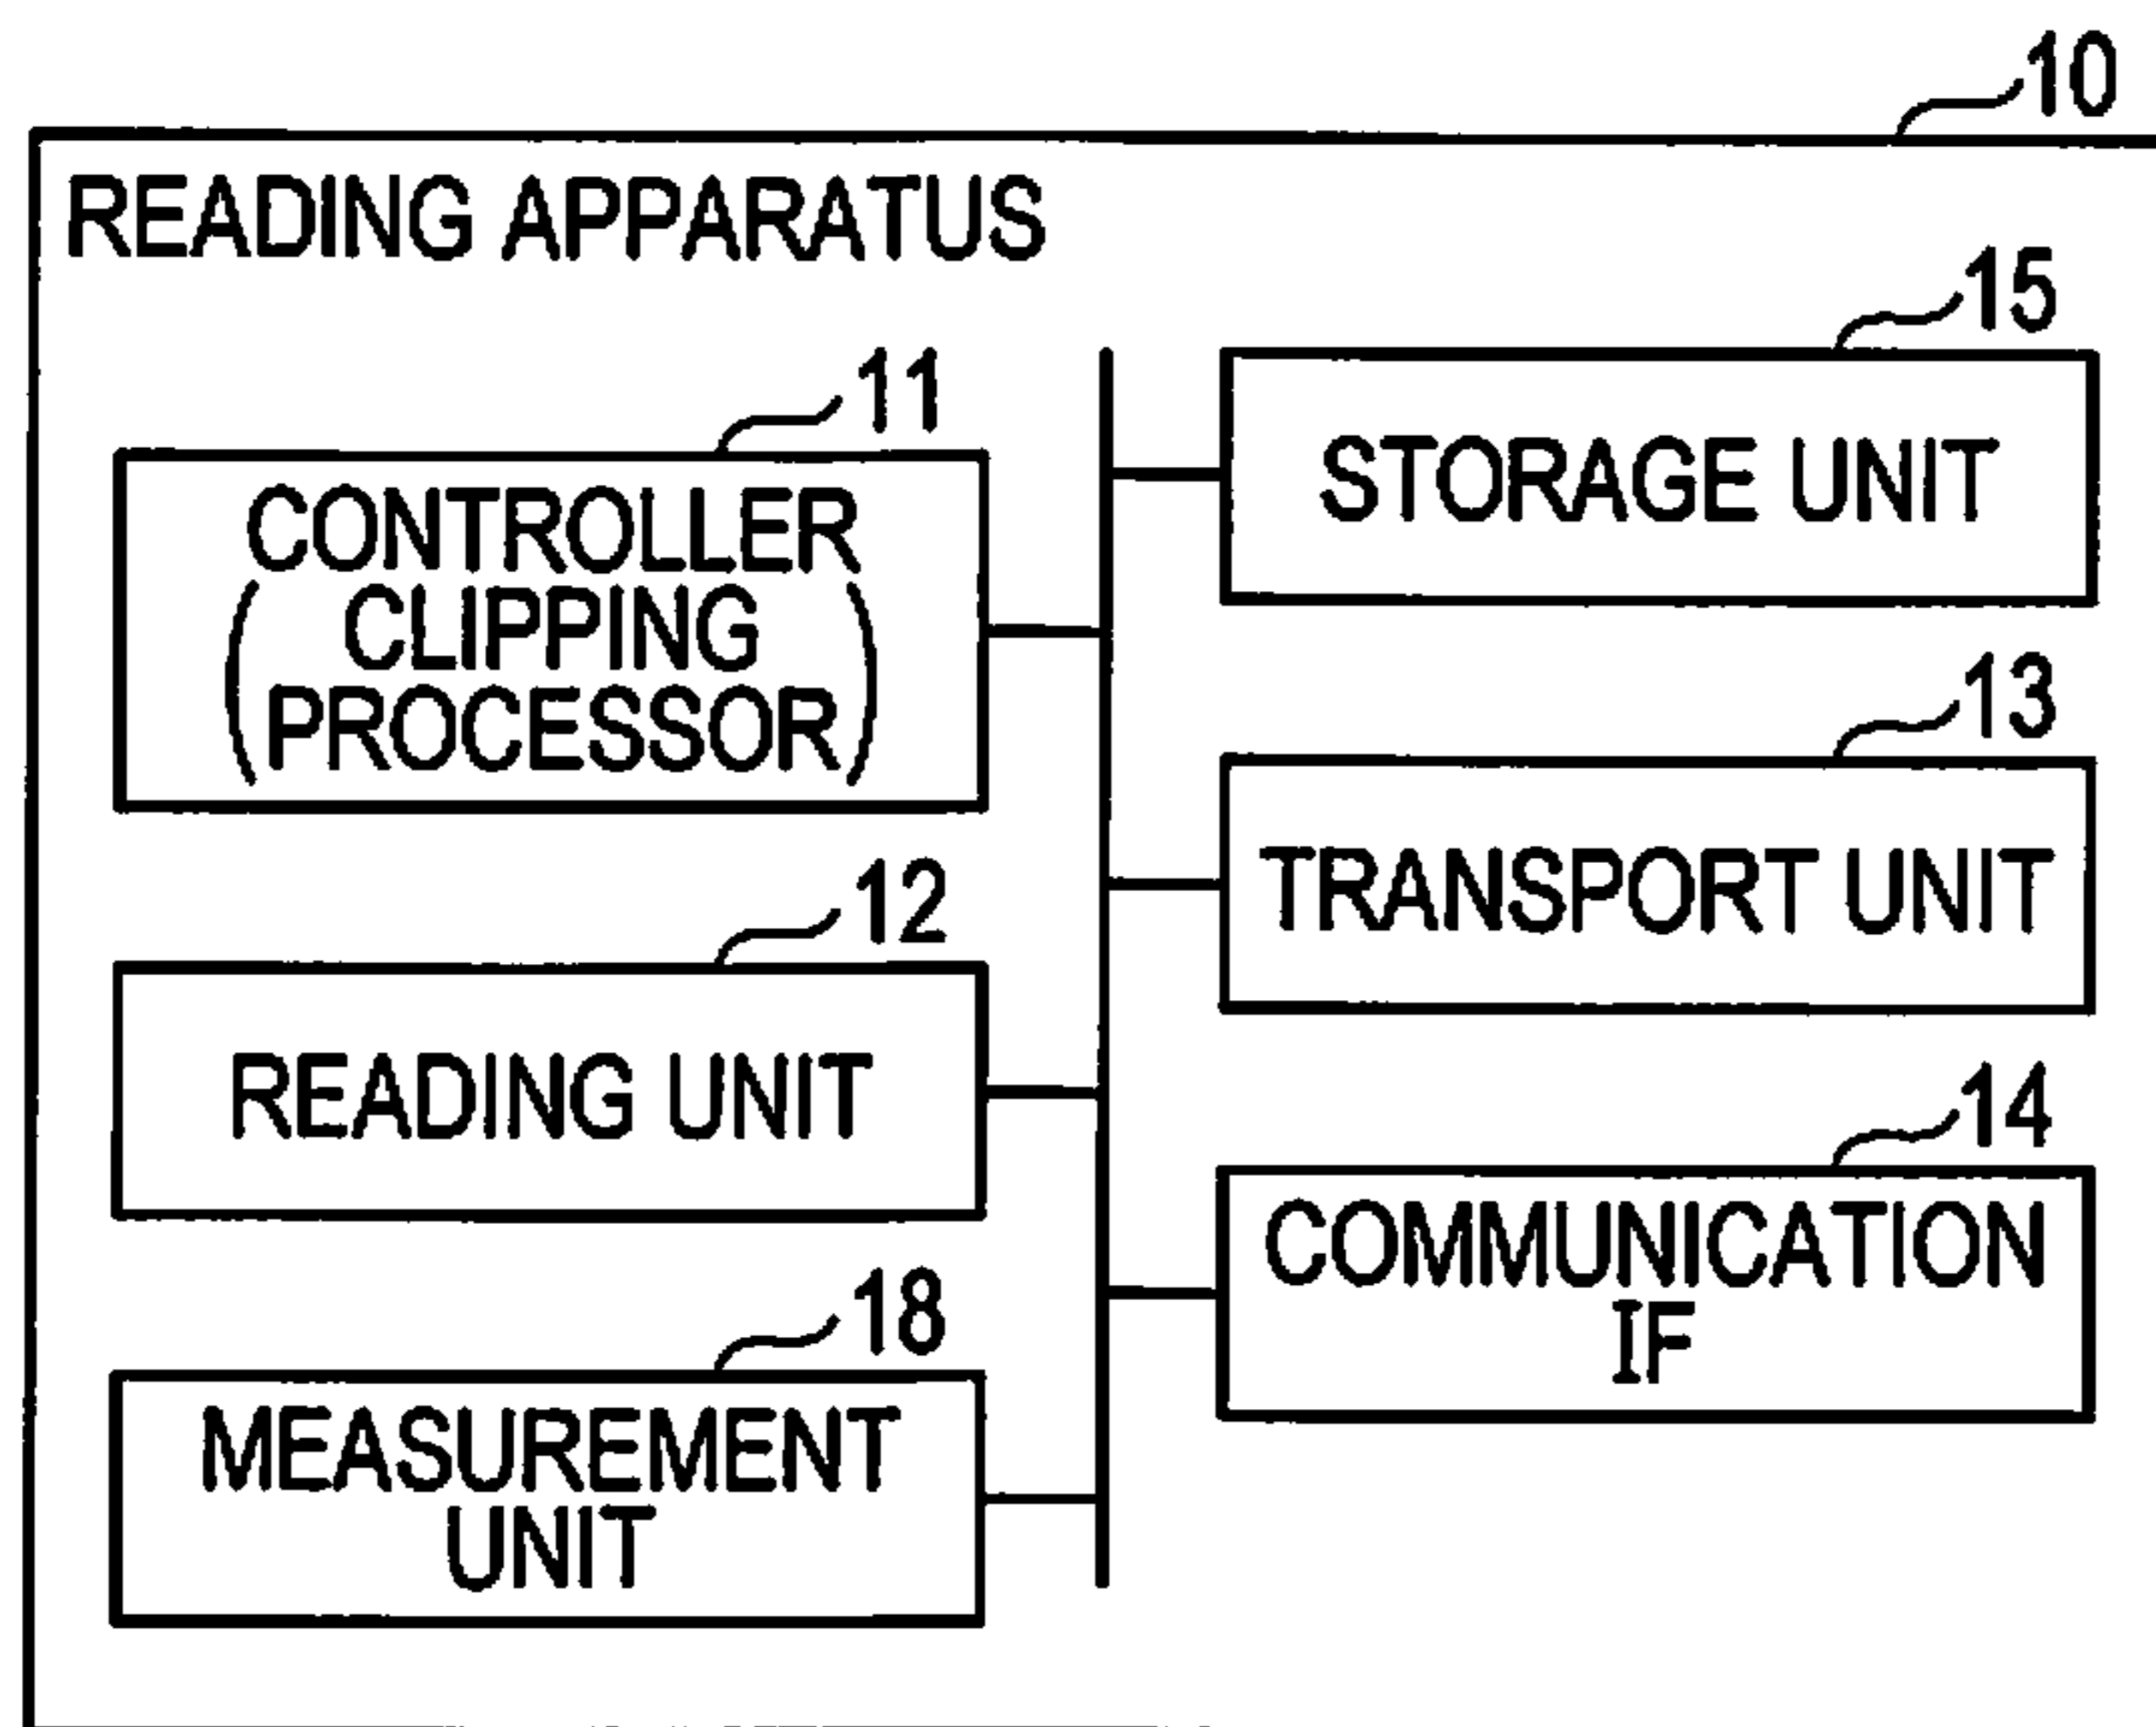 10
READING APPARATUS
11
CONTROLLER
(CLIPPING
PROCESSOR)
12
READING UNIT
18
MEASUREMENT
UNIT
15
STORAGE UNIT
13
TRANSPORT UNIT
14
COMMUNICATION
IF